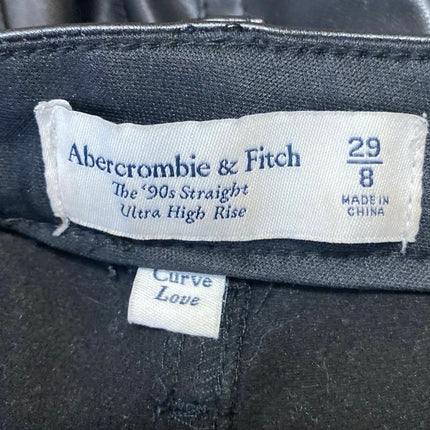 Abercrombie & Fitch
The '90s Straight
Ultra High Rise
29
8
MADE IN
CHINA
Curve
Love